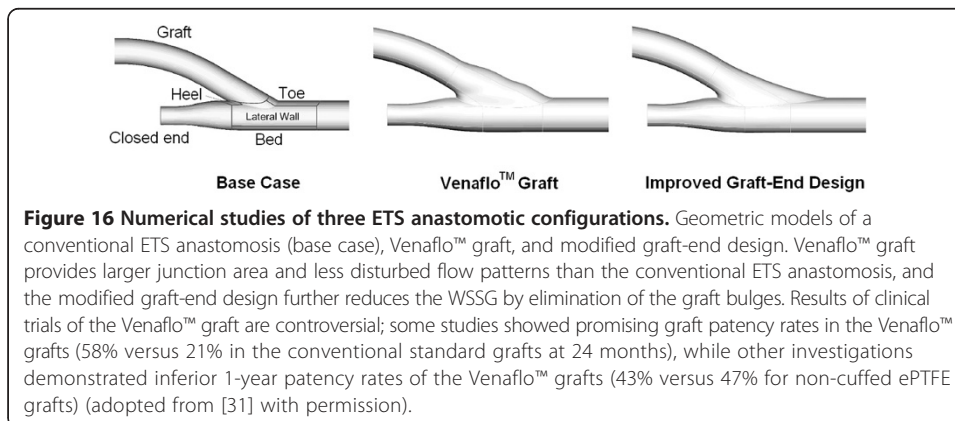 Graft
Heel
Toe
Lateral Wall
Closed end
Bed
Base Case
Venaflo™ Graft
Improved Graft-End Design
Figure 16 Numerical studies of three ETS anastomotic configurations. Geometric models of a
conventional ETS anastomosis (base case), Venaflo™ graft, and modified graft-end design. Venaflo™ graft
provides larger junction area and less disturbed flow patterns than the conventional ETS anastomosis, and
the modified graft-end design further reduces the WSSG by elimination of the graft bulges. Results of clinical
trials of the Venaflo™ graft are controversial; some studies showed promising graft patency rates in the Venaflo™
grafts (58% versus 21% in the conventional standard grafts at 24 months), while other investigations
demonstrated inferior 1-year patency rates of the Venaflo™ grafts (43% versus 47% for non-cuffed ePTFE
grafts) (adopted from [31] with permission).